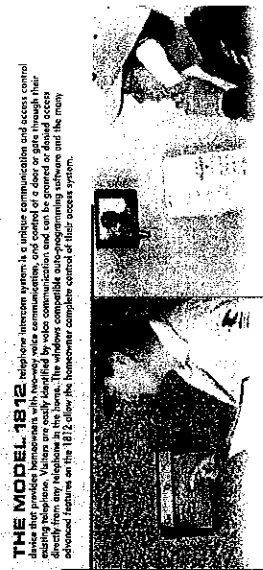 THE MODEL 1812 telephone intercom system is a unique communication and access control
device that provides homeowners with two-way voice communication, and control of a door or gate through their
existing telephone. Visitors are easily identified by voice communication and can be granted or denied access
directly from any telephone in the home. The windows compatible auto-programming software and the many
advanced features on the 1812 allow the homeowner complete control of their access system.